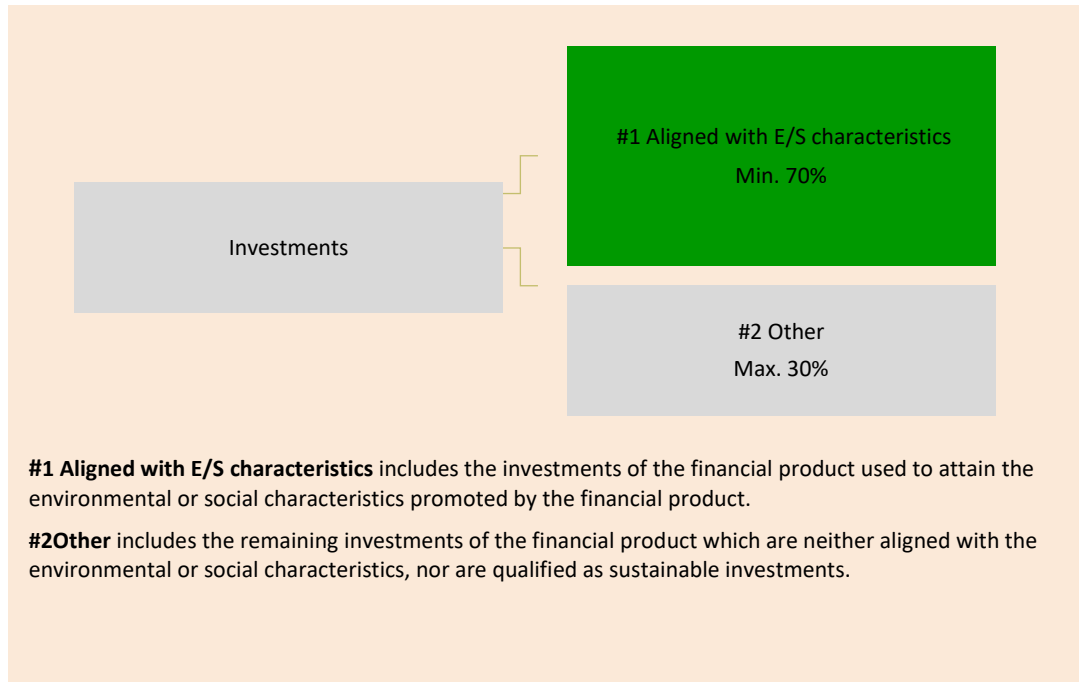 #1 Aligned with E/S characteristics
Min. 70%
Investments
#2 Other
Max. 30%
#1 Aligned with E/S characteristics includes the investments of the financial product used to attain the
environmental or social characteristics promoted by the financial product.
#2Other includes the remaining investments of the financial product which are neither aligned with the
environmental or social characteristics, nor are qualified as sustainable investments.